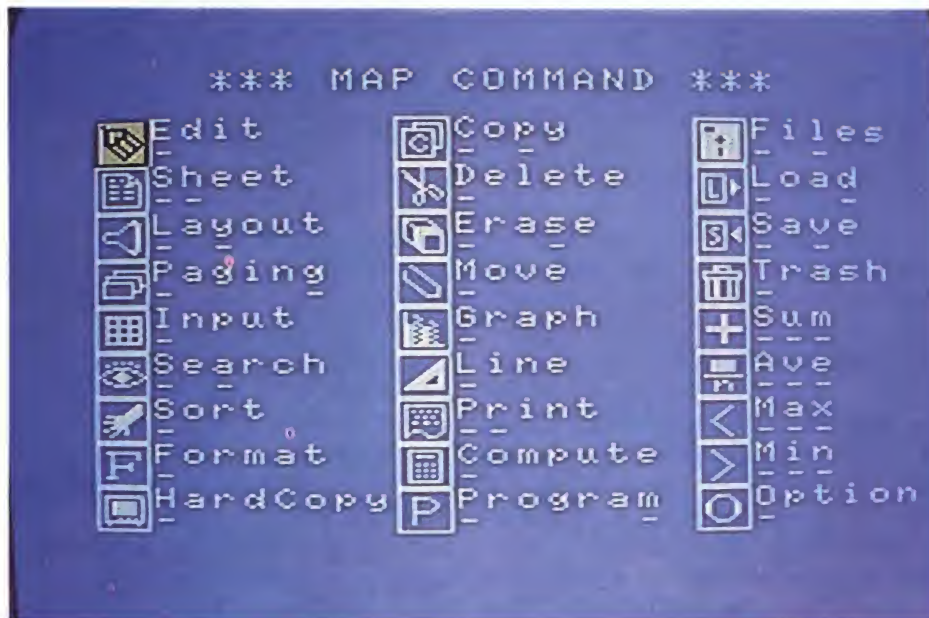 *** MAP COMMAND ***
Edit Copy Files
Sheet Delete Load
Layout Erase Save
Paging Move Trash
Input Graph Sum
Search Line Ave
Sort Print Max
Format Compute Min
HardCopy Program Option